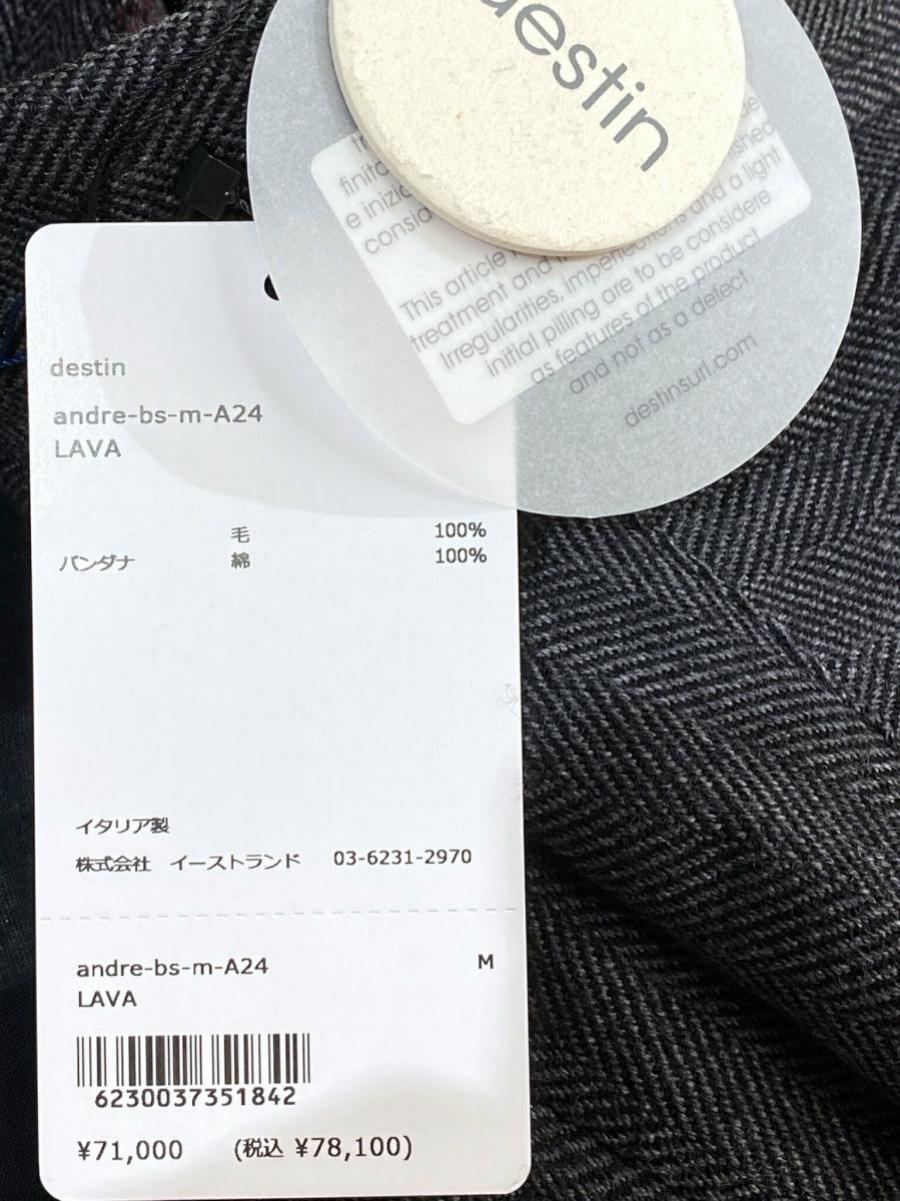 destin
finito
e inizio
This article
treatment and
Irregularities, imperfections and a light
initial pilling are to be considere
as features of the product
and not as a defect.
destinsurl.com
destin
andre-bs-m-A24
LAVA
毛 100%
バンダナ 綿 100%
イタリア製
株式会社 イーストランド 03-6231-2970
andre-bs-m-A24 M
LAVA
6230037351842
¥71,000 (税込 ¥78,100)